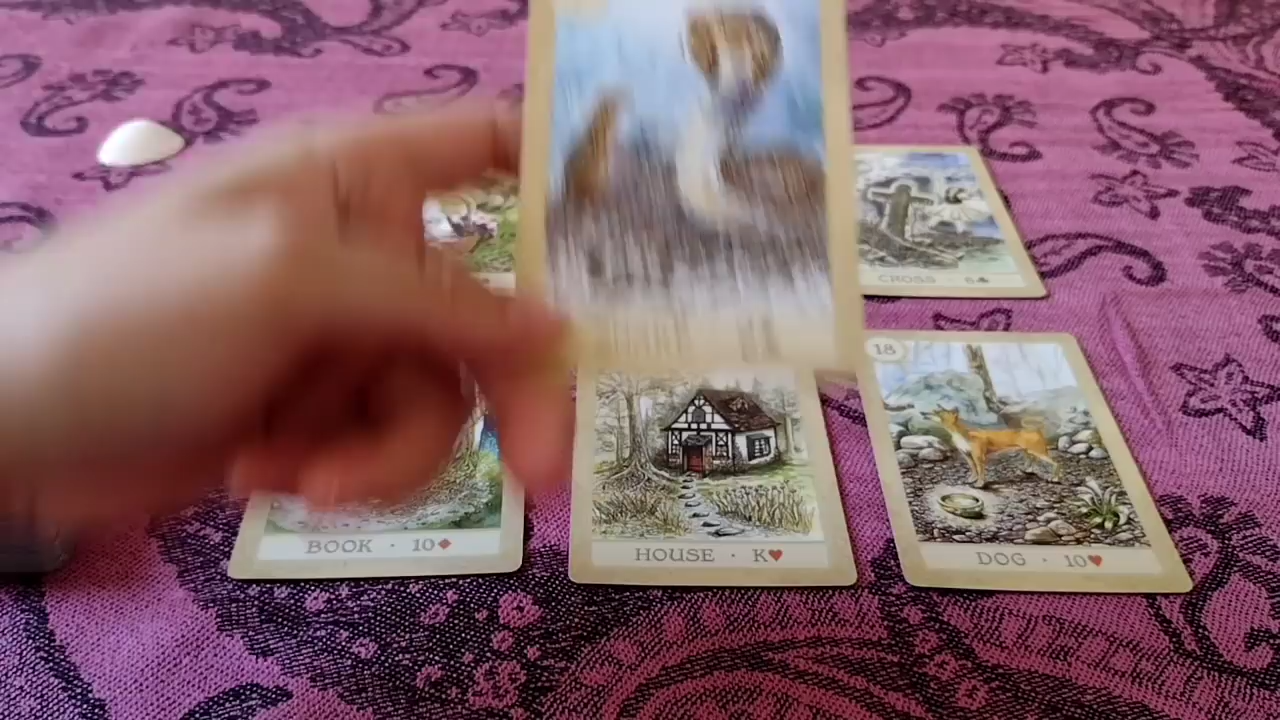 CROSS · 6♣
18
BOOK · 10♦
HOUSE · K♥
DOG · 10♥